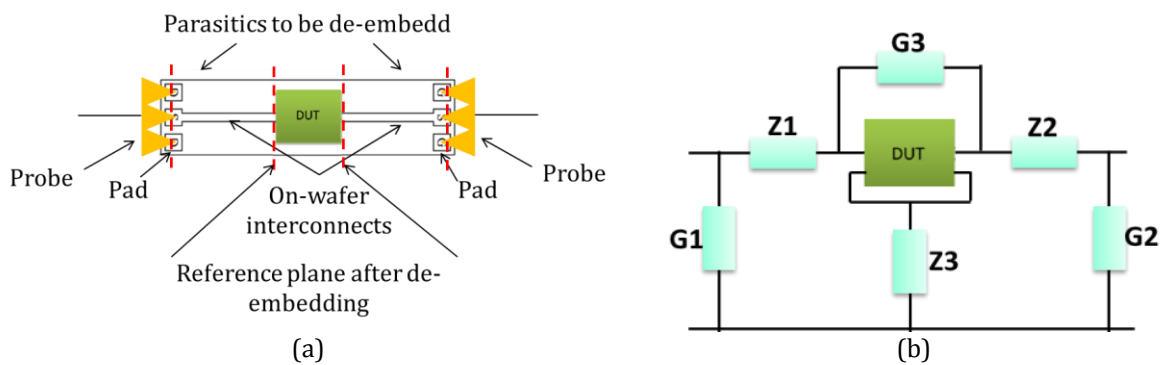 Parasitics to be de-embedd
DUT
Probe
Pad
On-wafer
interconnects
Pad
Probe
Reference plane after de-
embedding
(a)
G3
Z1
DUT
Z2
G1
Z3
G2
(b)